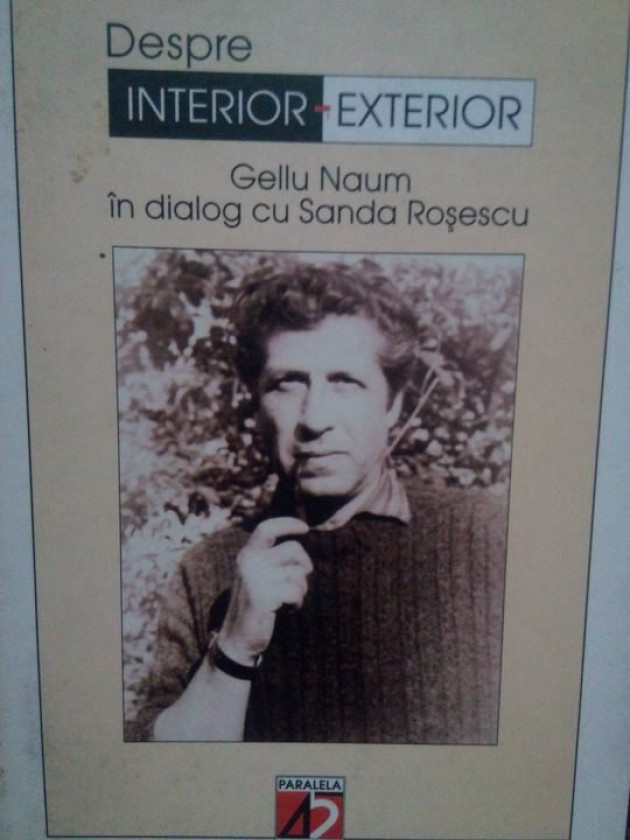 Despre
INTERIOR-EXTERIOR
Gellu Naum
în dialog cu Sanda Roşescu
PARALELA
45